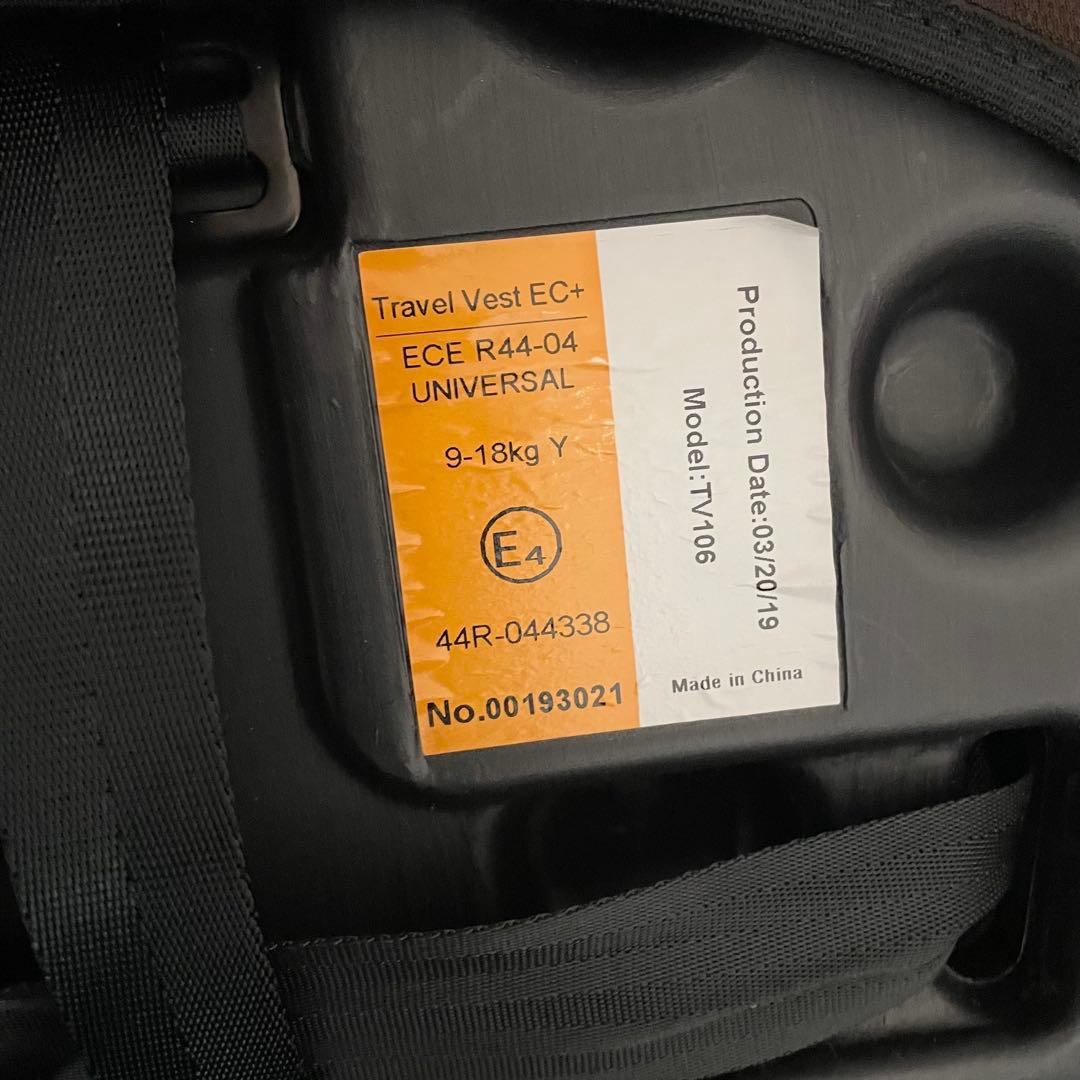 Travel Vest EC+
ECE R44-04
UNIVERSAL
9-18kg Y
E4
44R-044338
No.00193021
Production Date:03/20/19
Model:TV106
Made in China